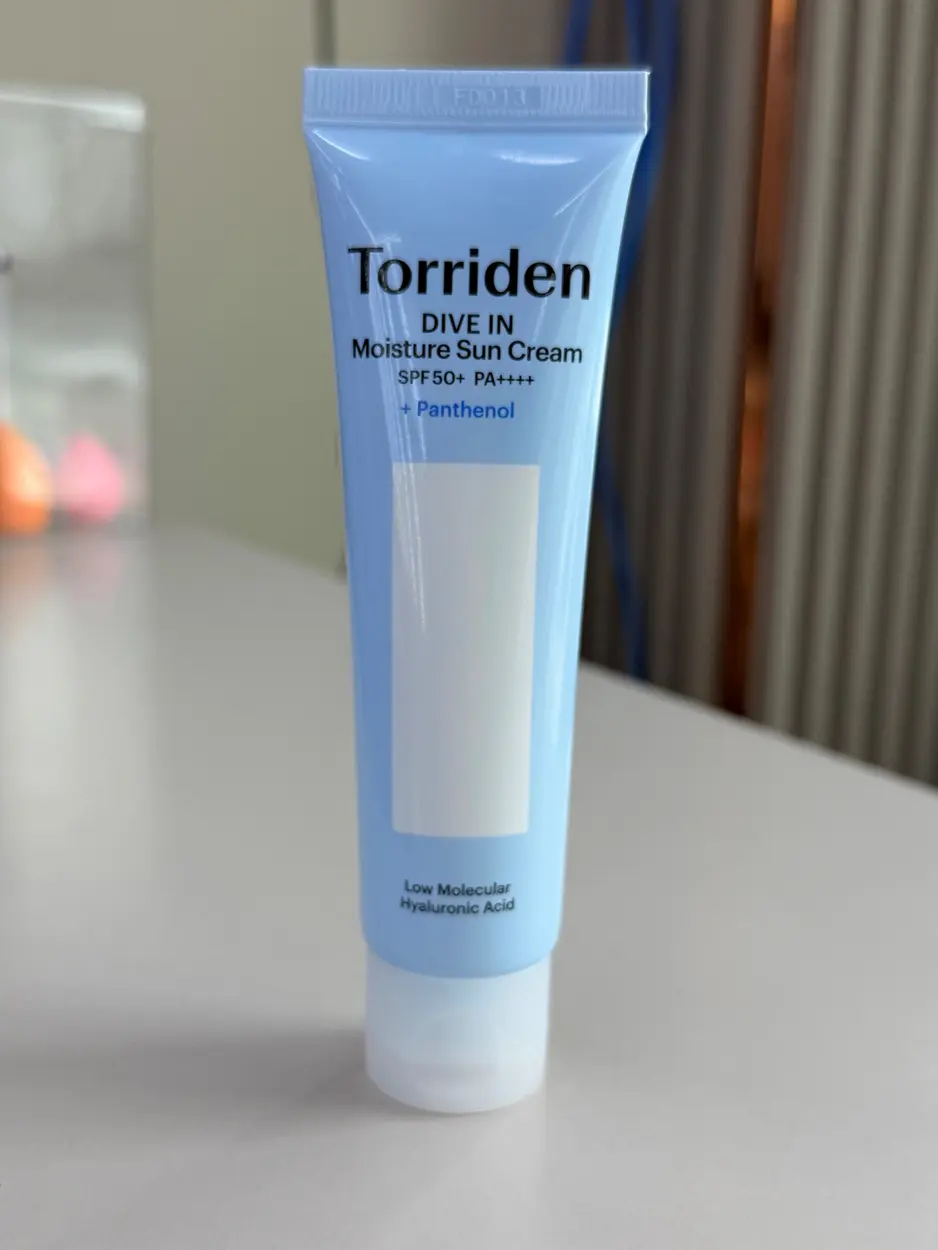 Torriden
DIVE IN
Moisture Sun Cream
SPF50+ PA++++
+ Panthenol
Low Molecular
Hyaluronic Acid